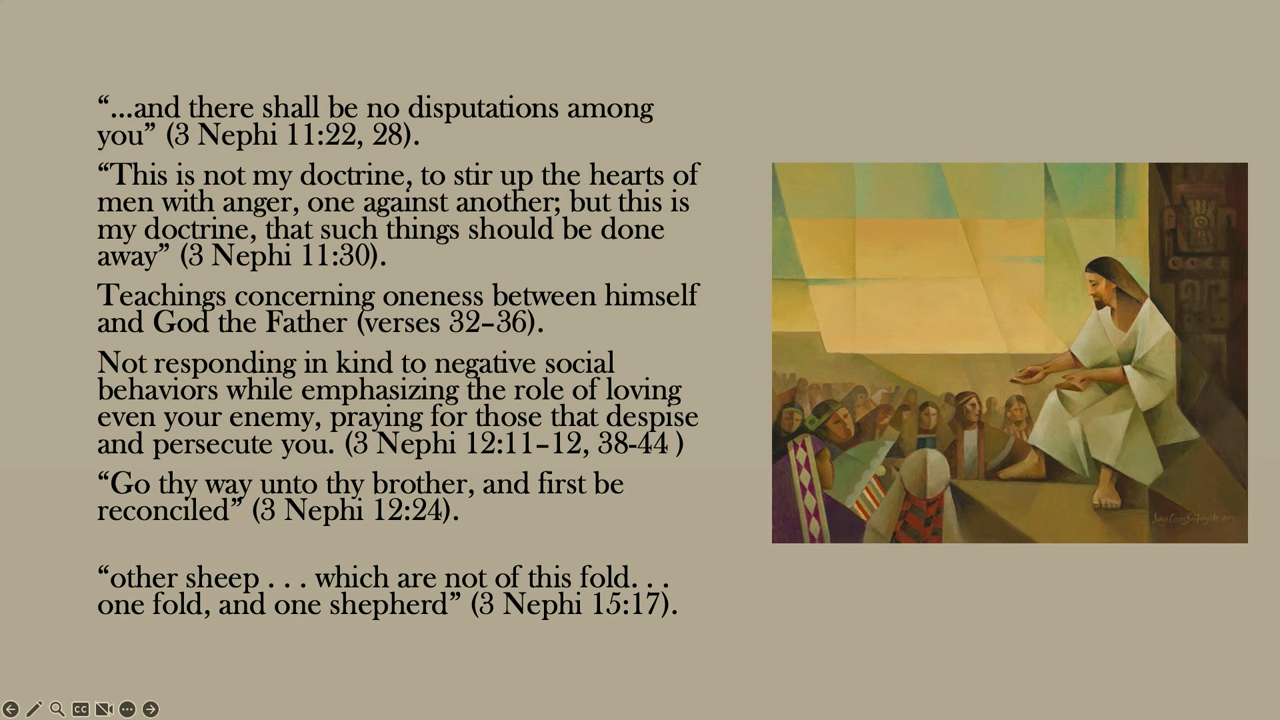 “...and there shall be no disputations among
you” (3 Nephi 11:22, 28).
“This is not my doctrine, to stir up the hearts of
men with anger, one against another; but this is
my doctrine, that such things should be done
away” (3 Nephi 11:30).
Teachings concerning oneness between himself
and God the Father (verses 32–36).
Not responding in kind to negative social
behaviors while emphasizing the role of loving
even your enemy, praying for those that despise
and persecute you. (3 Nephi 12:11–12, 38-44 )
“Go thy way unto thy brother, and first be
reconciled” (3 Nephi 12:24).
“other sheep . . . which are not of this fold. . .
one fold, and one shepherd” (3 Nephi 15:17).
CC